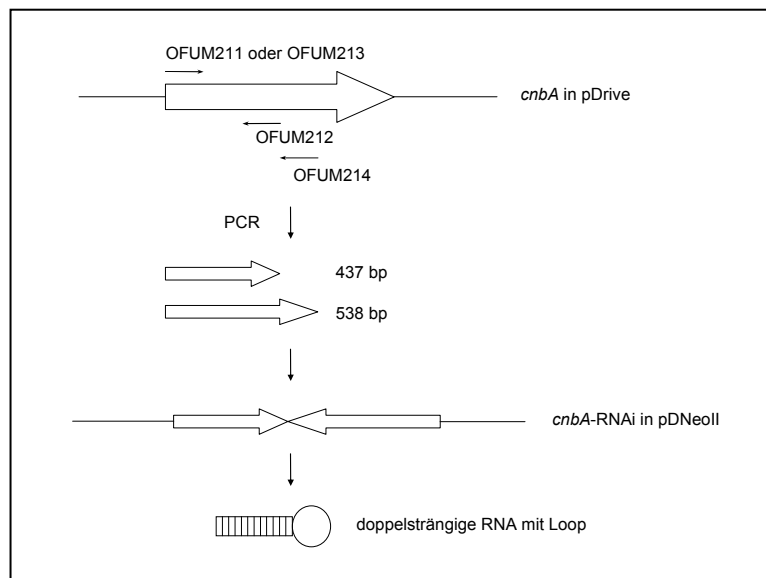 OFUM211 oder OFUM213
cnbA in pDrive
OFUM212
OFUM214
PCR
437 bp
538 bp
cnbA-RNAi in pDNeoII
doppelsträngige RNA mit Loop